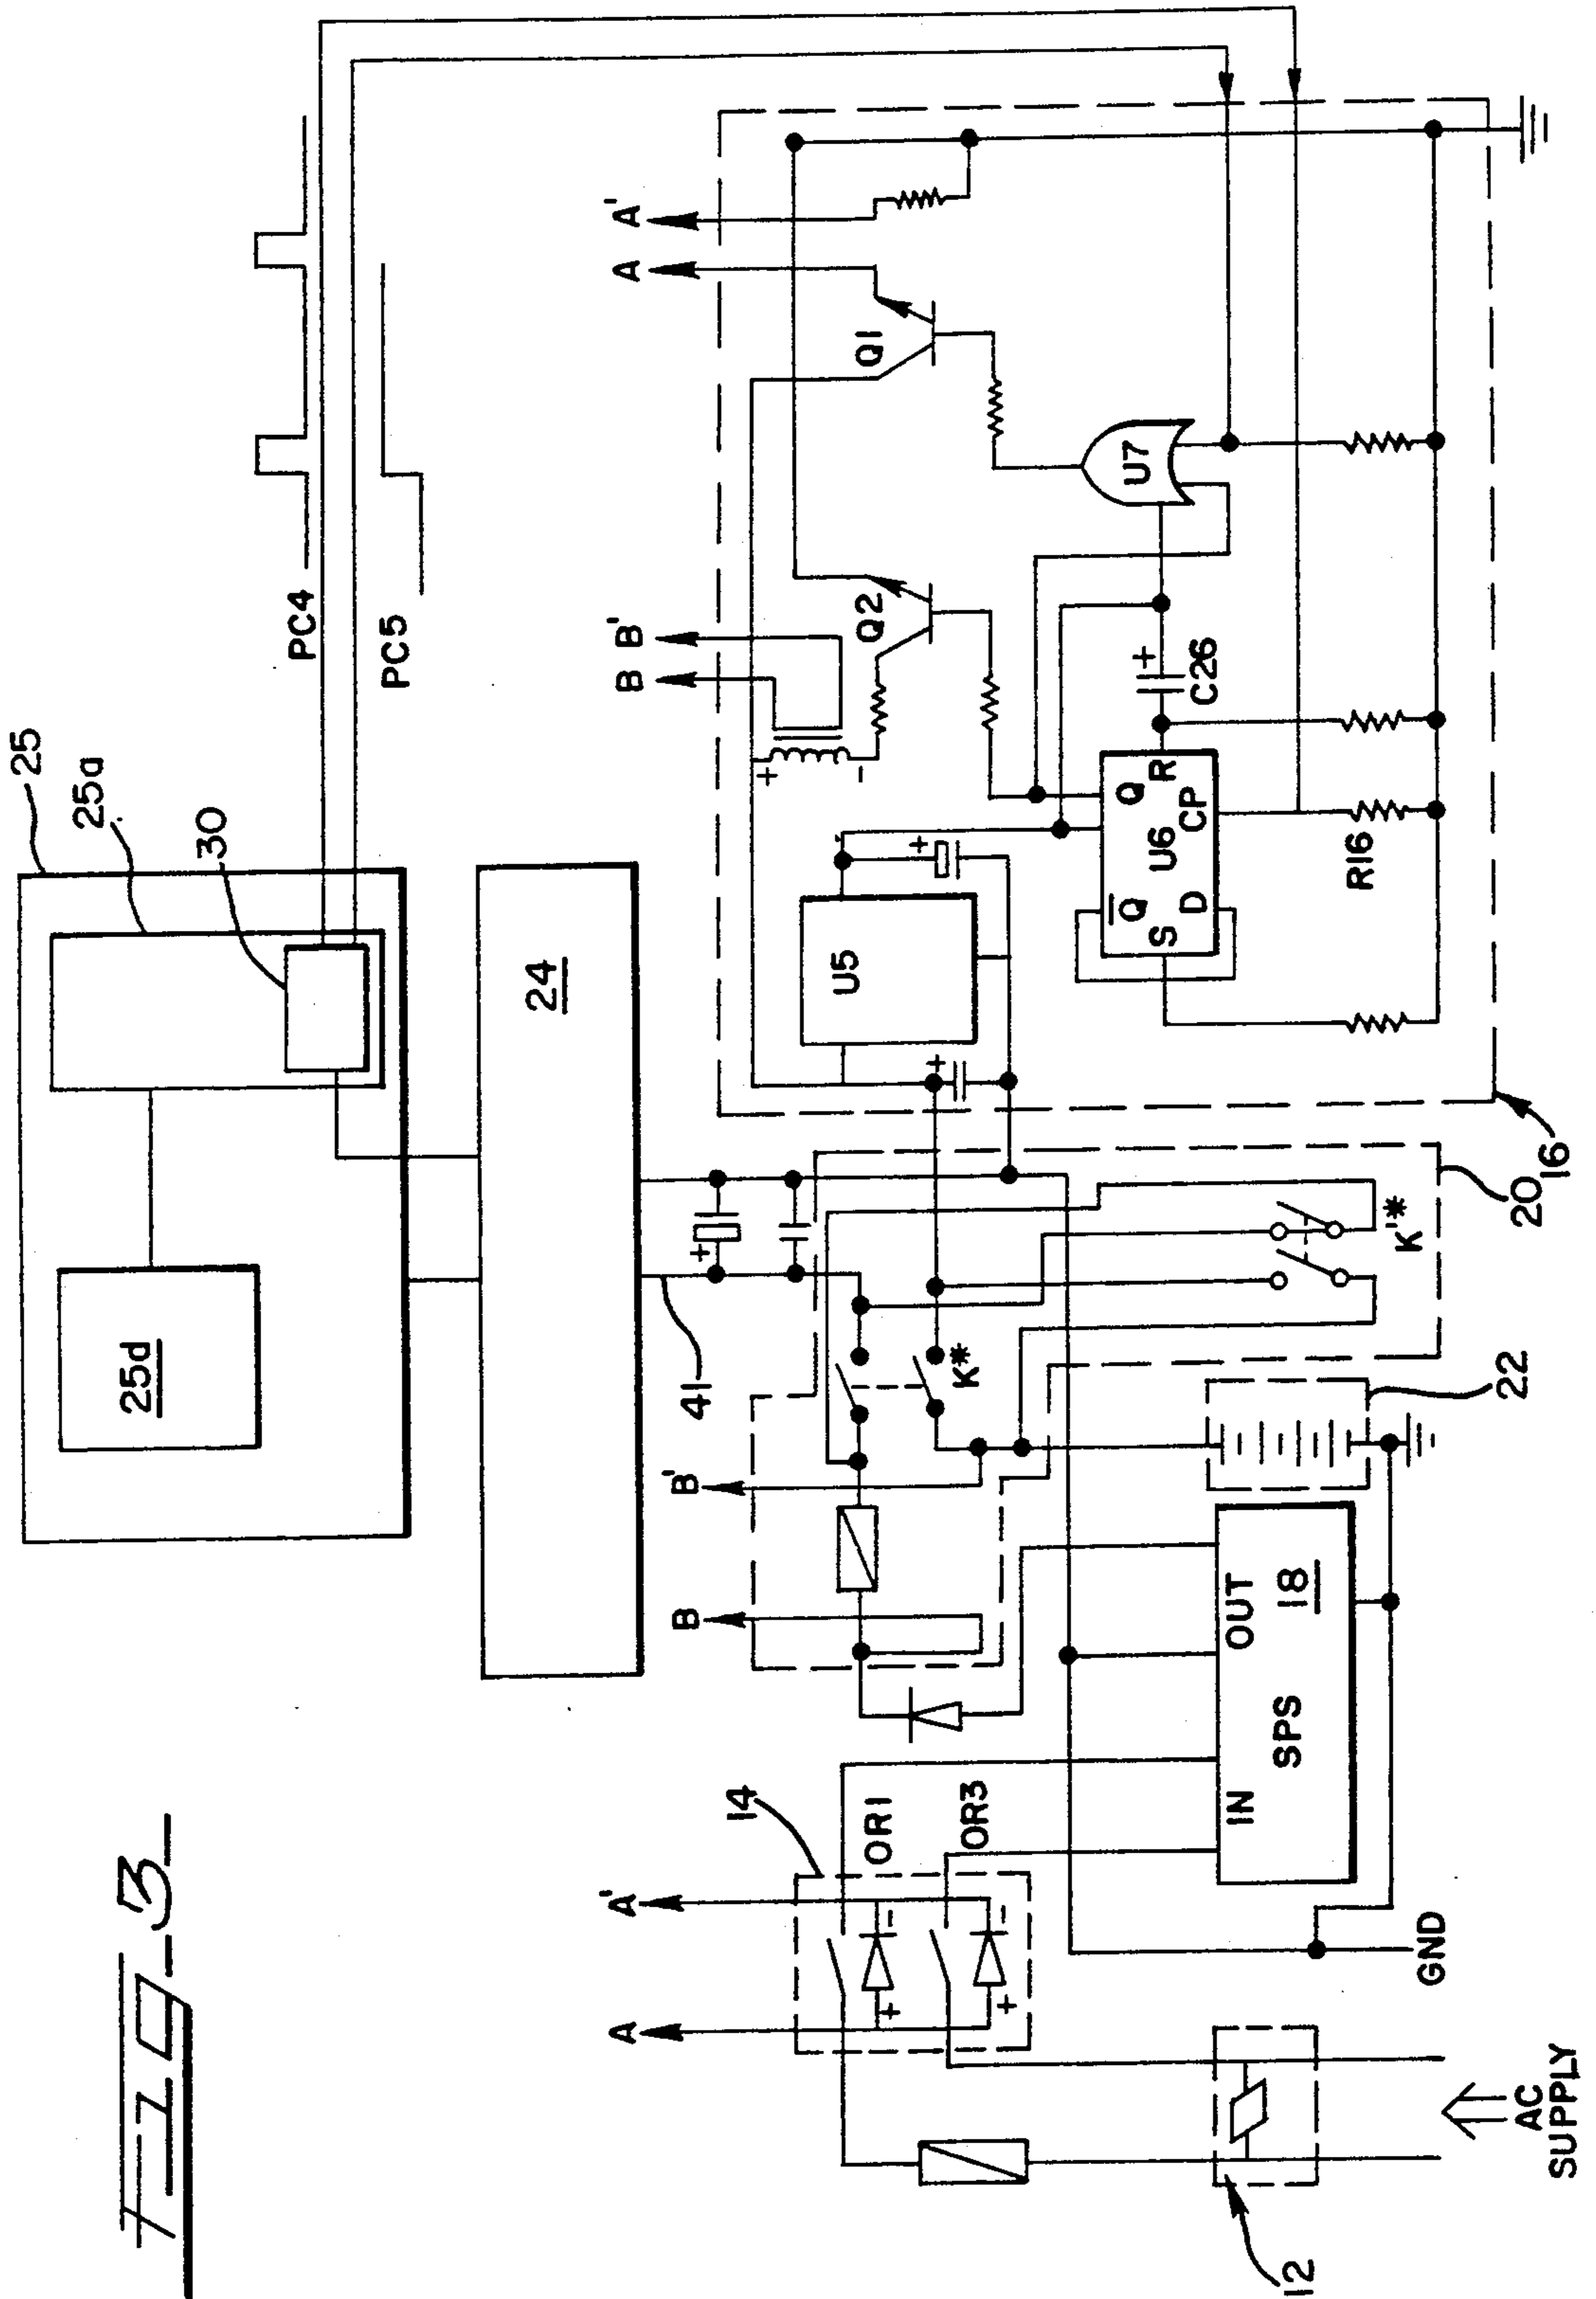 FIG. 3
25
25a
30
25d
PC4
PC5
24
41
B
B'
A
A'
Q2
Q1
U5
U6
Q
Q̅
R
S
D
CP
C26
U7
R16
16
B
B'
K*
K'*
20
22
A
A'
14
OR1
OR3
IN
OUT
SPS
18
GND
12
AC
SUPPLY
+
+
+
+
+
-
+
-
+
-
+